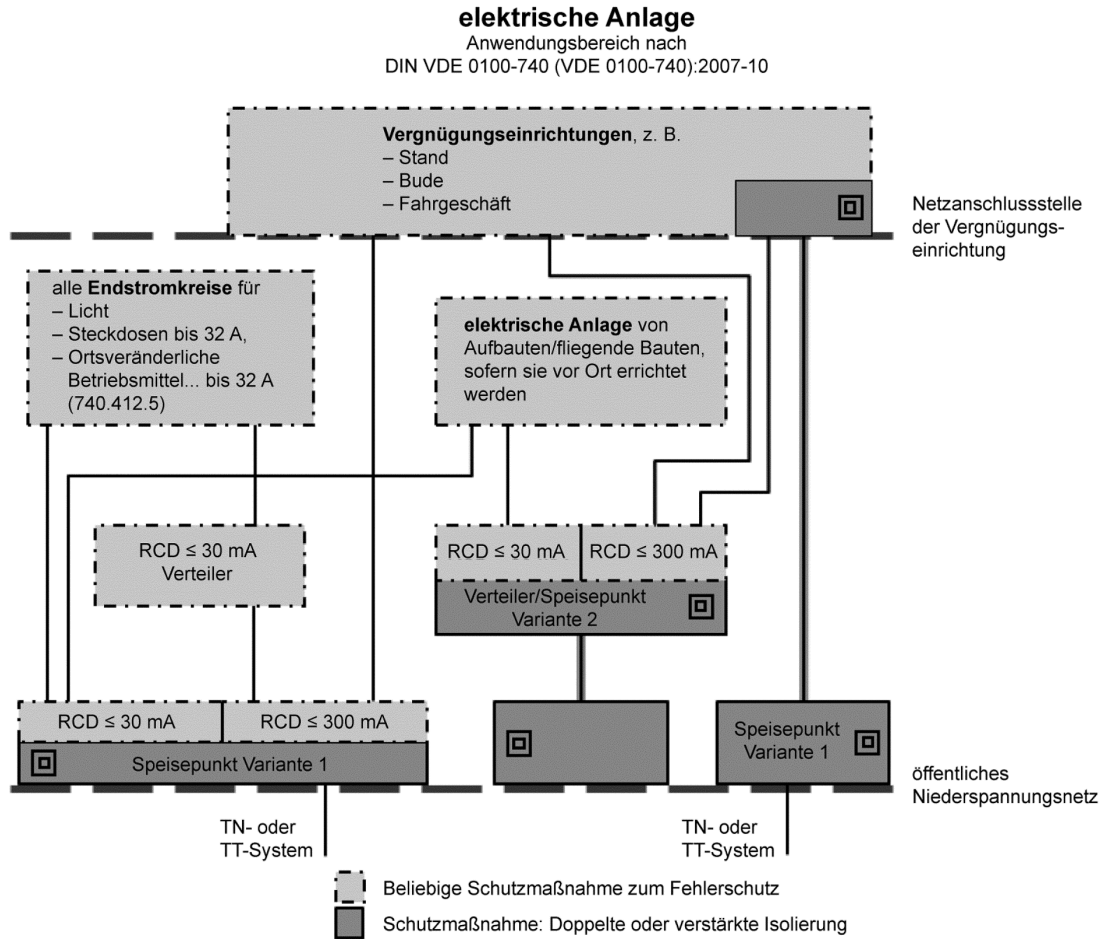 elektrische Anlage
Anwendungsbereich nach
DIN VDE 0100-740 (VDE 0100-740):2007-10
Vergnügungseinrichtungen, z. B.
– Stand
– Bude
– Fahrgeschäft
Netzanschlussstelle
der Vergnügungs-
einrichtung
alle Endstromkreise für
– Licht
– Steckdosen bis 32 A,
– Ortsveränderliche
Betriebsmittel... bis 32 A
(740.412.5)
elektrische Anlage von
Aufbauten/fliegende Bauten,
sofern sie vor Ort errichtet
werden
RCD ≤ 30 mA
Verteiler
RCD ≤ 30 mA
RCD ≤ 300 mA
Verteiler/Speisepunkt
Variante 2
RCD ≤ 30 mA
RCD ≤ 300 mA
Speisepunkt Variante 1
Speisepunkt
Variante 1
öffentliches
Niederspannungsnetz
TN- oder
TT-System
TN- oder
TT-System
Beliebige Schutzmaßnahme zum Fehlerschutz
Schutzmaßnahme: Doppelte oder verstärkte Isolierung